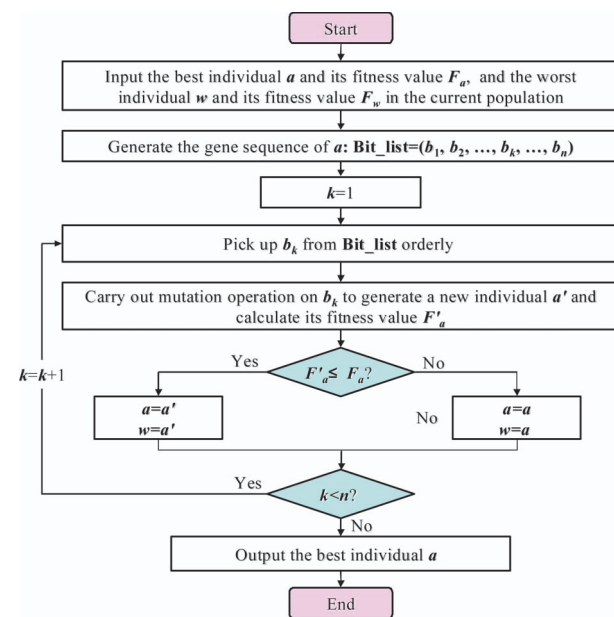 Start
Input the best individual a and its fitness value Fₐ, and the worst
individual w and its fitness value F_w in the current population
Generate the gene sequence of a: Bit_list=(b₁, b₂, …, bₖ, …, bₙ)
k=1
Pick up bₖ from Bit_list orderly
Carry out mutation operation on bₖ to generate a new individual a' and
calculate its fitness value F'ₐ
k=k+1
Yes
F'ₐ≤ Fₐ?
No
a=a'
w=a'
No
a=a
w=a
Yes
k<n?
No
Output the best individual a
End